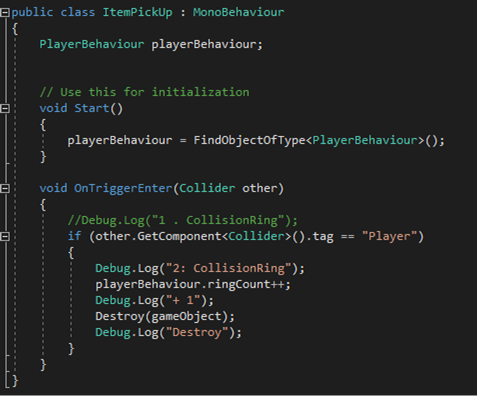 public class ItemPickUp : MonoBehaviour
{
    PlayerBehaviour playerBehaviour;
    // Use this for initialization
    void Start()
    {
        playerBehaviour = FindObjectOfType<PlayerBehaviour>();
    }
    void OnTriggerEnter(Collider other)
    {
        //Debug.Log("1 . CollisionRing");
        if (other.GetComponent<Collider>().tag == "Player")
        {
            Debug.Log("2: CollisionRing");
            playerBehaviour.ringCount++;
            Debug.Log("+ 1");
            Destroy(gameObject);
            Debug.Log("Destroy");
        }
    }
}